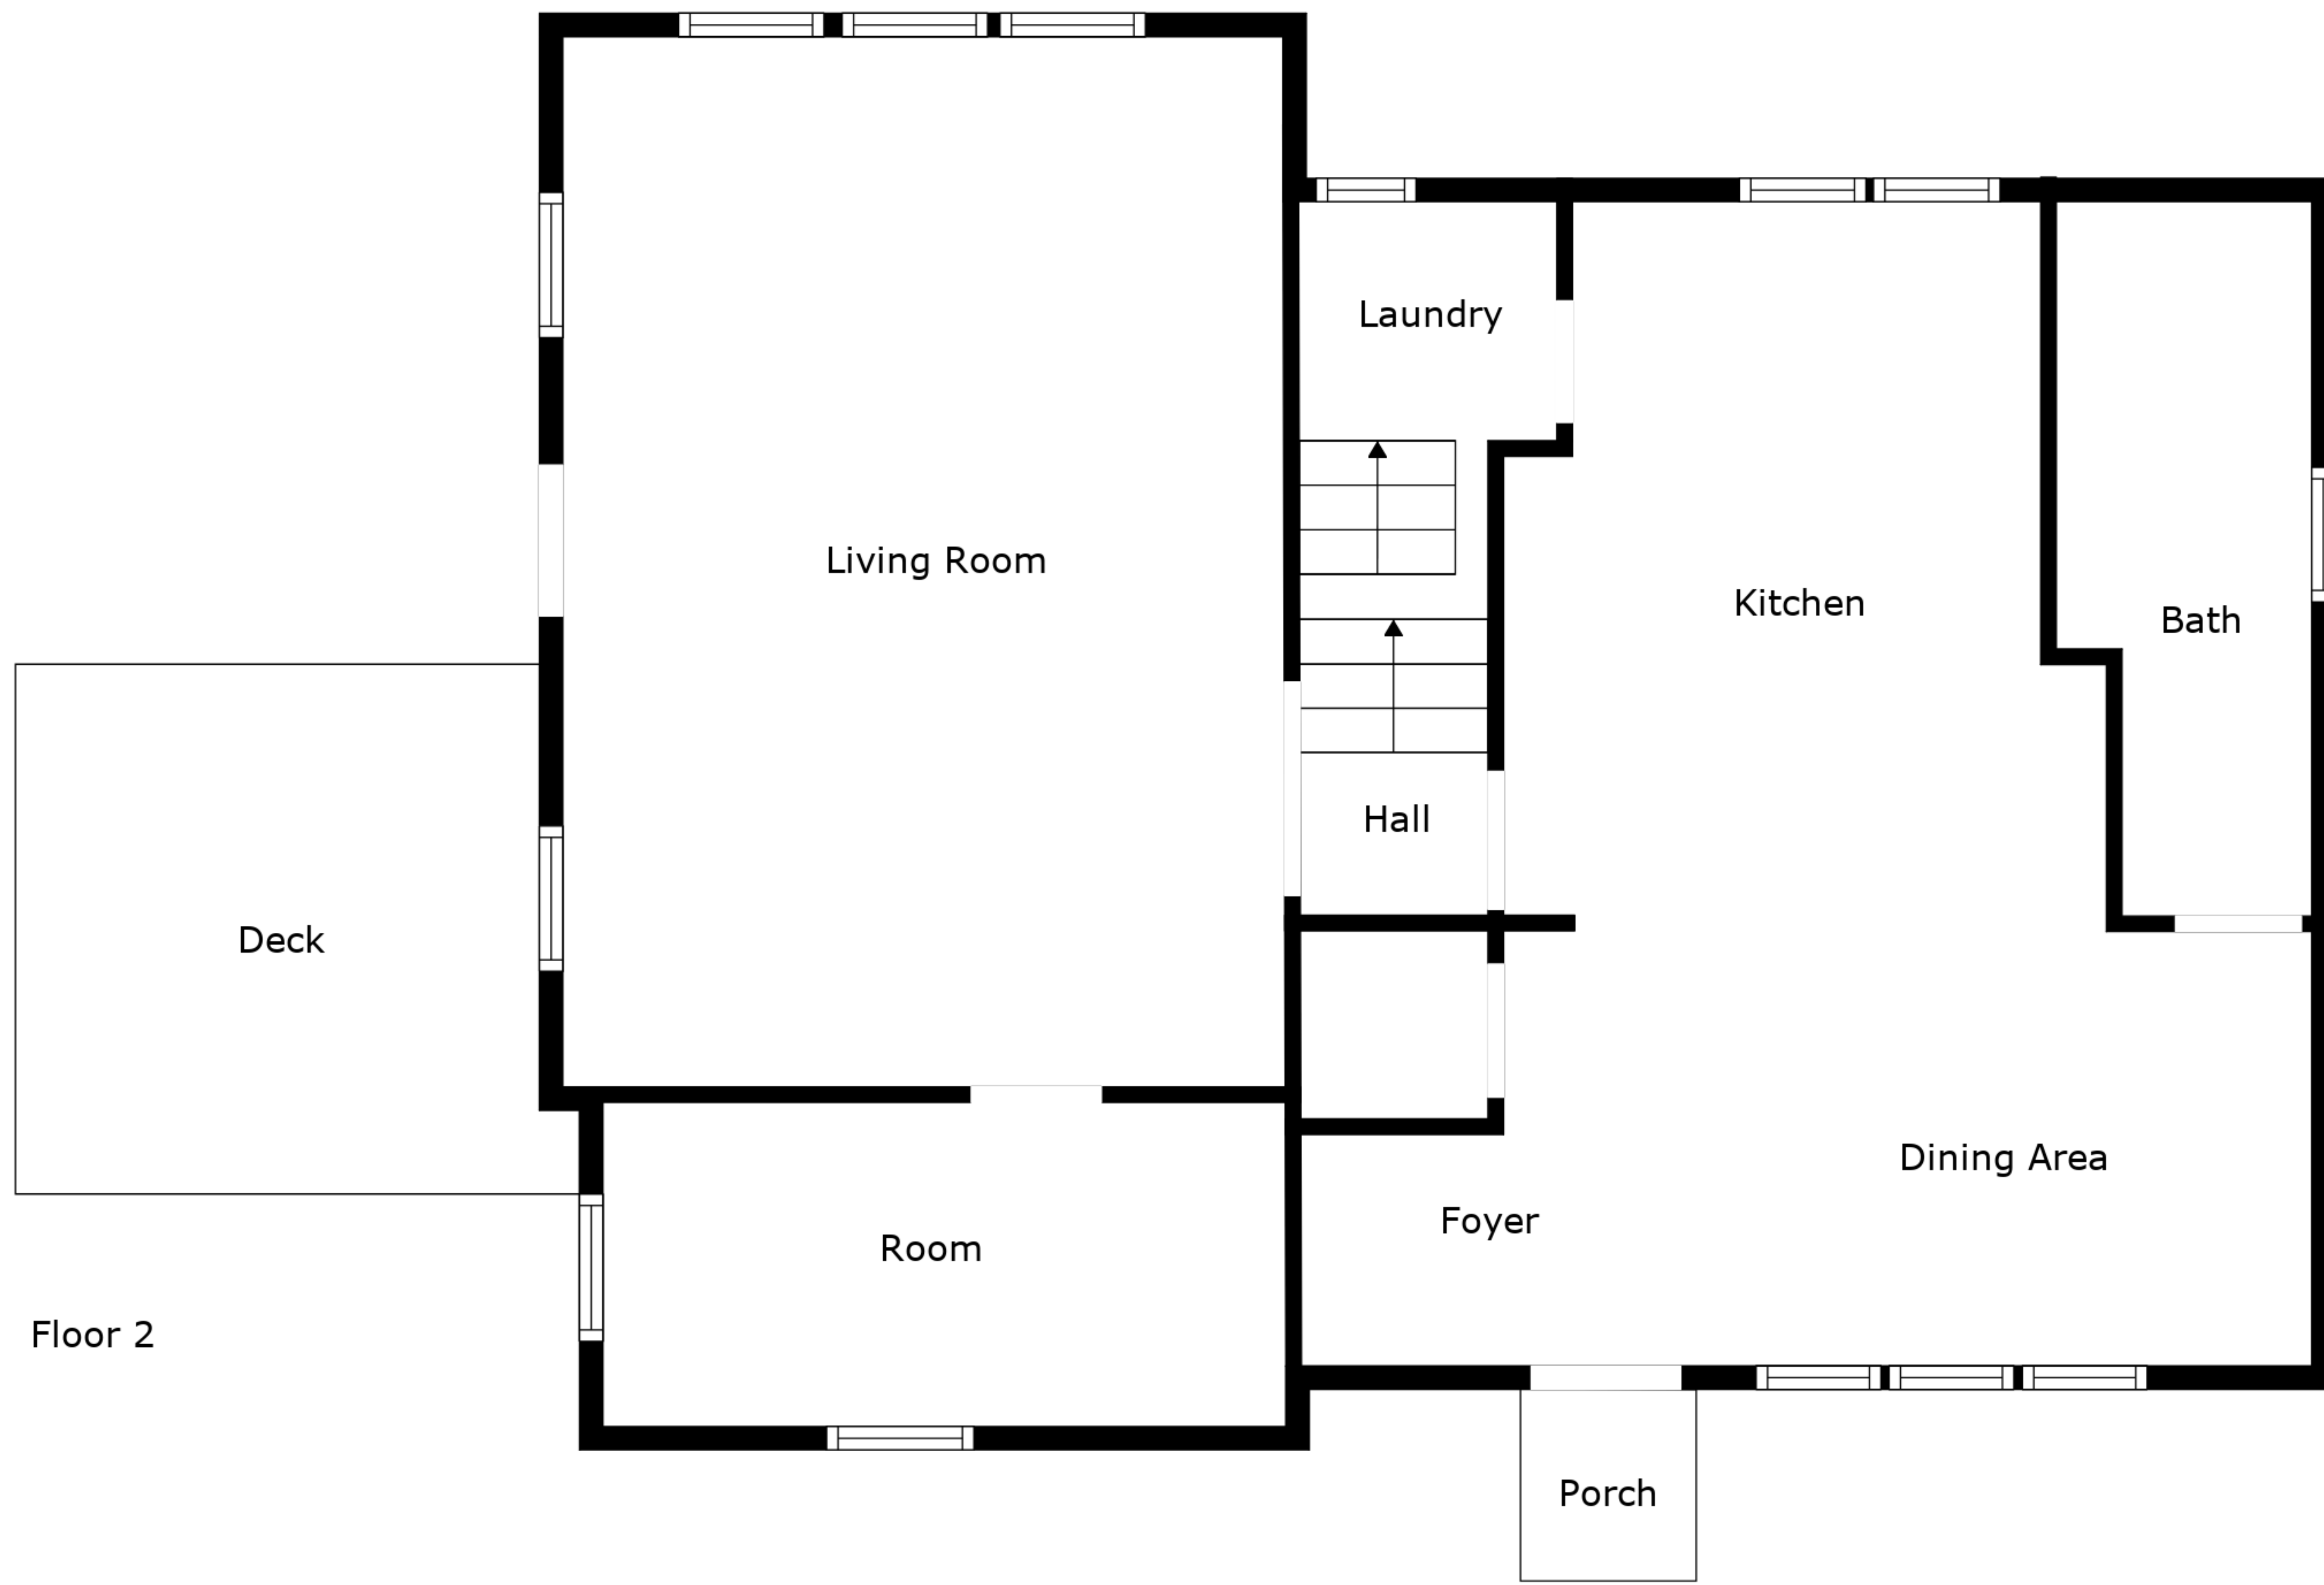 Laundry
Living Room
Kitchen
Bath
Hall
Deck
Dining Area
Foyer
Room
Floor 2
Porch